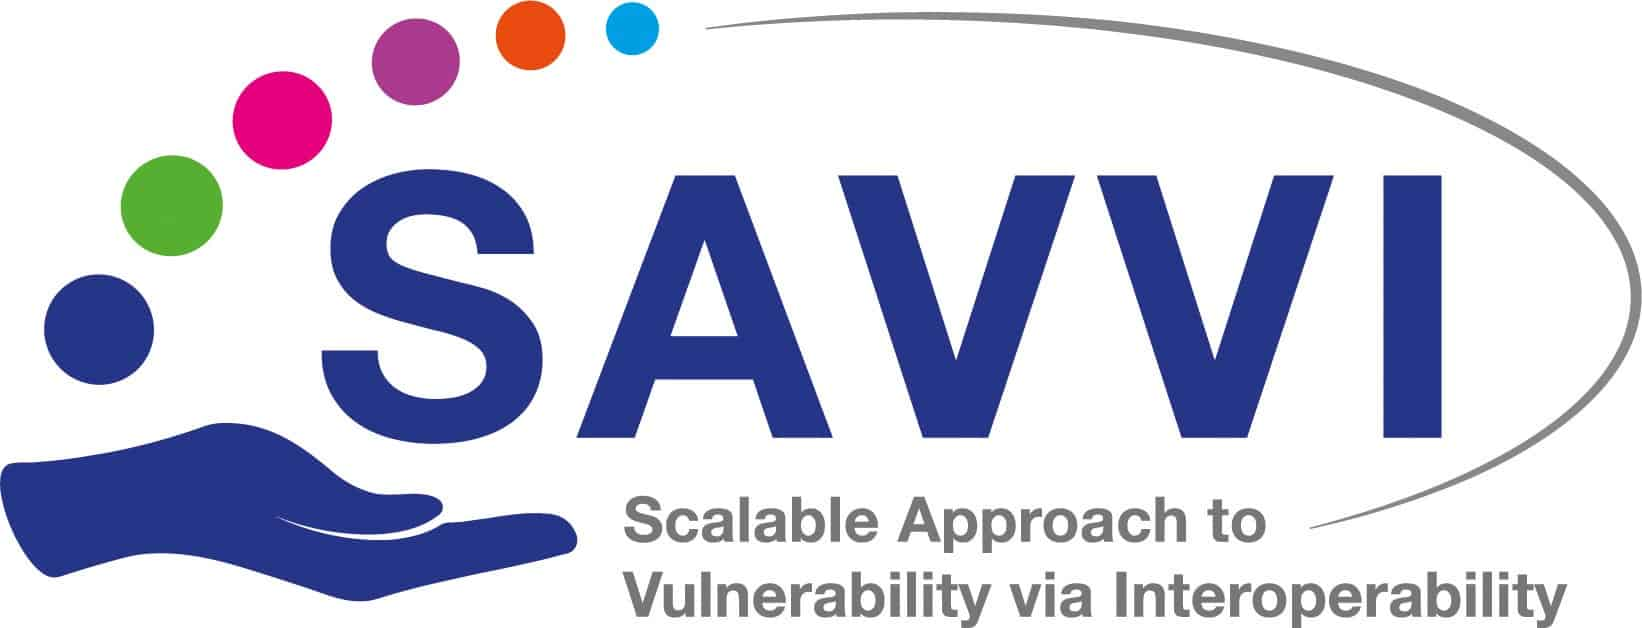 SAVVI
Scalable Approach to
Vulnerability via Interoperability